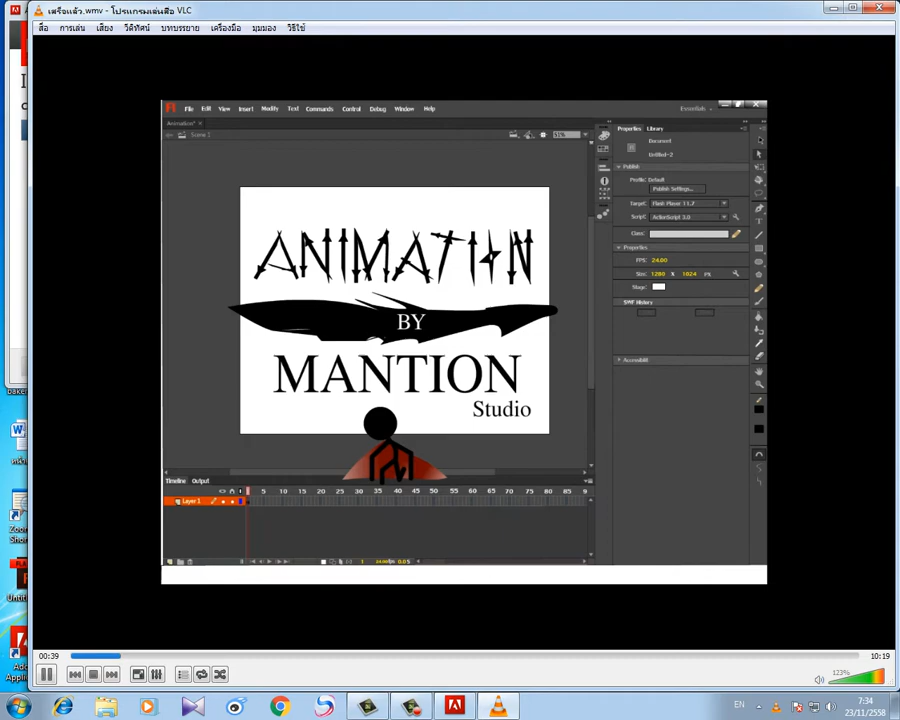 เสร็จแล้ว.wmv - โปรแกรมเล่นสื่อ VLC
สื่อ การเล่น เสียง วิดีทัศน์ บทบรรยาย เครื่องมือ มุมมอง วิธีใช้
Fl File Edit View Insert Modify Text Commands Control Debug Window Help
Essentials
Animation*
Scene 1
51%
Properties Library
Document
Untitled-2
Publish
Profile: Default
Publish Settings...
Target: Flash Player 11.7
Script: ActionScript 3.0
Class:
Properties
FPS: 24.00
Size: 1280 X 1024 px
Stage:
SWF History
ANIMATION
BY
MANTION
Studio
Timeline Output
1 5 10 15 20 25 30 35 40 45 50 55 60 65 70 75 80 85 9
Layer 1
1 24.00fps 0.0s
00:39
10:19
123%
EN
7:34
23/11/2558